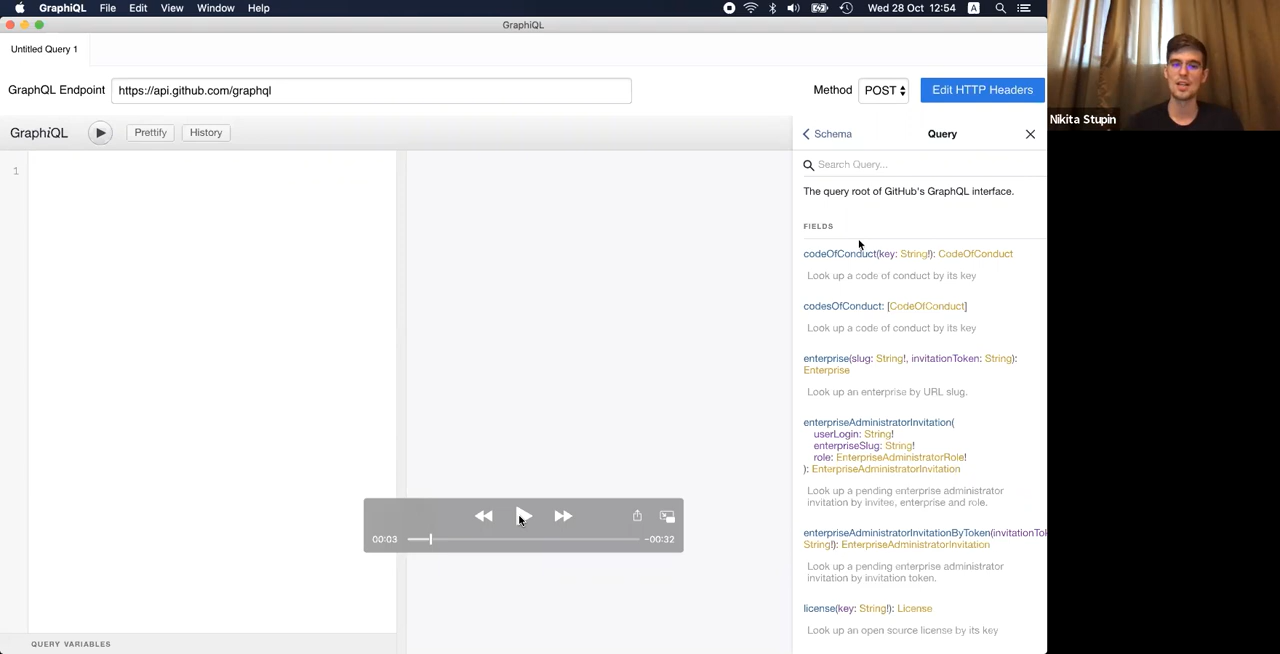 GraphiQL File Edit View Window Help Wed 28 Oct 12:54 A
GraphiQL
Untitled Query 1
GraphQL Endpoint https://api.github.com/graphql Method POST Edit HTTP Headers
GraphiQL Prettify History
Schema Query
1
Search Query...
The query root of GitHub's GraphQL interface.
FIELDS
codeOfConduct(key: String!): CodeOfConduct
Look up a code of conduct by its key
codesOfConduct: [CodeOfConduct]
Look up a code of conduct by its key
enterprise(slug: String!, invitationToken: String):
Enterprise
Look up an enterprise by URL slug.
enterpriseAdministratorInvitation(
userLogin: String!
enterpriseSlug: String!
role: EnterpriseAdministratorRole!
): EnterpriseAdministratorInvitation
Look up a pending enterprise administrator
invitation by invitee, enterprise and role.
enterpriseAdministratorInvitationByToken(invitationTok
String!): EnterpriseAdministratorInvitation
Look up a pending enterprise administrator
invitation by invitation token.
license(key: String!): License
Look up an open source license by its key
00:03 -00:32
QUERY VARIABLES
Nikita Stupin